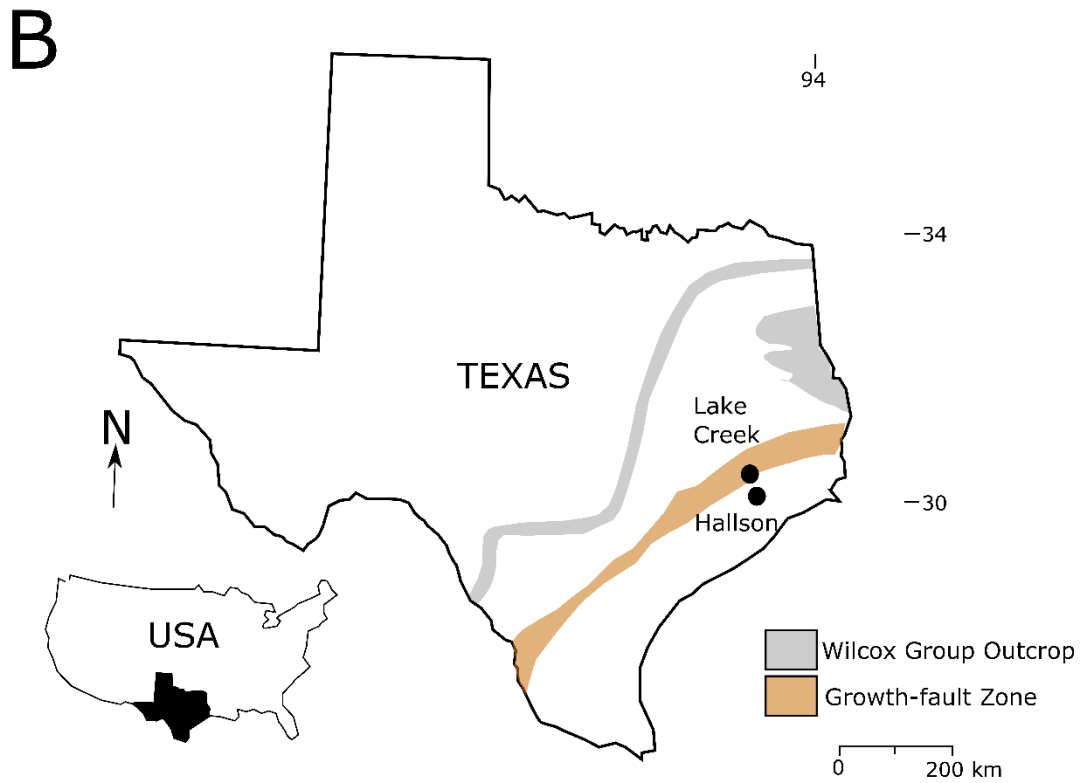 B
94
34
TEXAS
Lake
Creek
N
30
Hallson
USA
Wilcox Group Outcrop
Growth-fault Zone
0
200 km